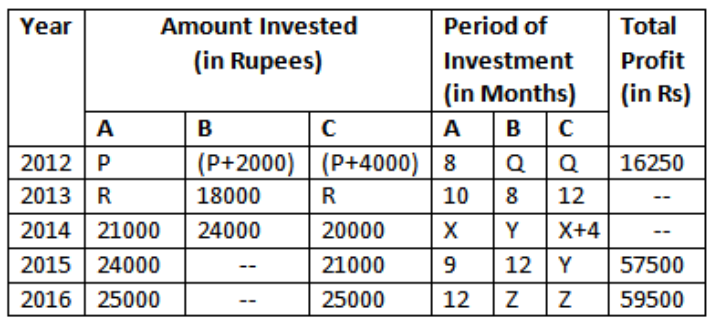 Year Amount Invested Period of Total
(in Rupees) Investment Profit
(in Months) (in Rs)
A B C A B C
2012 P (P+2000) (P+4000) 8 Q Q 16250
2013 R 18000 R 10 8 12 --
2014 21000 24000 20000 X Y X+4 --
2015 24000 -- 21000 9 12 Y 57500
2016 25000 -- 25000 12 Z Z 59500